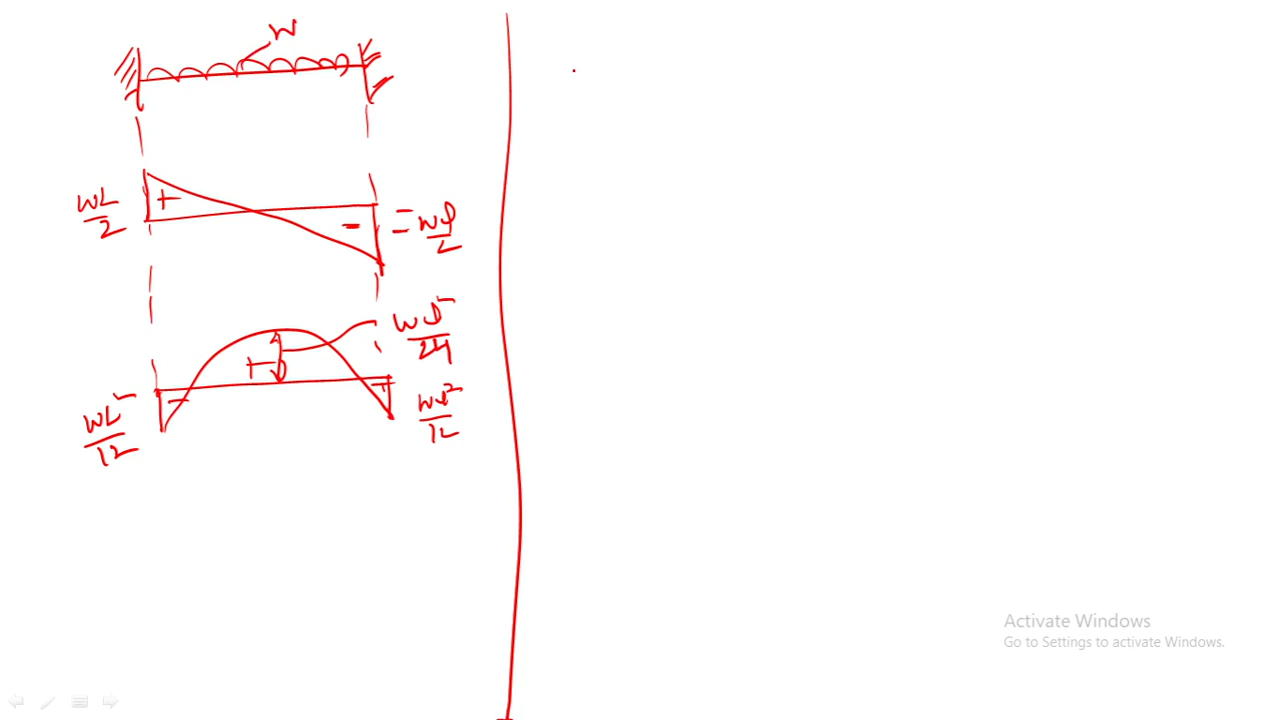 W
+
WL/2
-
= wl/2
wl²/24
+
WL²/12
-
-
wl²/12
Activate Windows
Go to Settings to activate Windows.